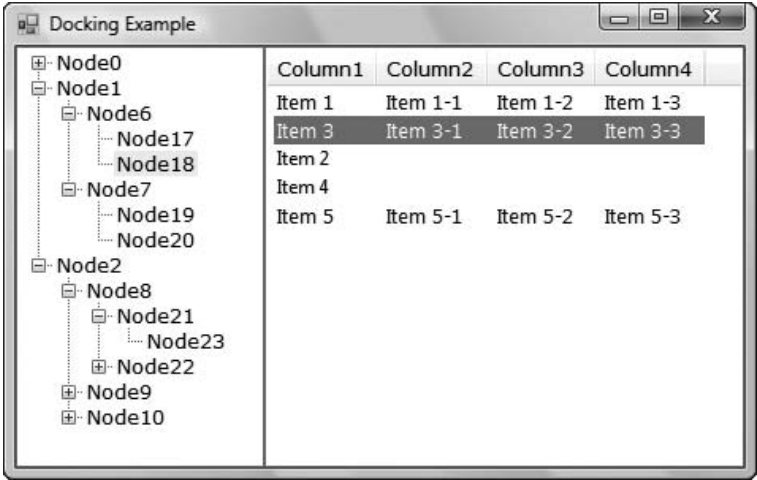 Docking Example
Node0
Node1
Node6
Node17
Node18
Node7
Node19
Node20
Node2
Node8
Node21
Node23
Node22
Node9
Node10
Column1 Column2 Column3 Column4
Item 1 Item 1-1 Item 1-2 Item 1-3
Item 3 Item 3-1 Item 3-2 Item 3-3
Item 2
Item 4
Item 5 Item 5-1 Item 5-2 Item 5-3